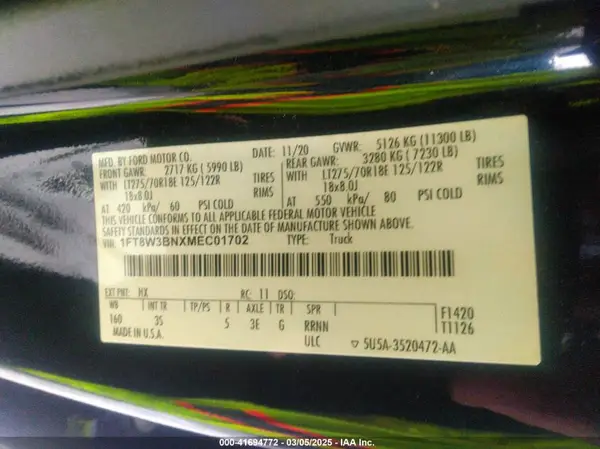 MFD. BY FORD MOTOR CO. DATE: 11/20 GVWR: 5126 KG (11300 LB)
FRONT GAWR: 2717 KG ( 5990 LB) REAR GAWR: 3280 KG ( 7230 LB)
WITH LT275/70R18E 125/122R TIRES WITH LT275/70R18E 125/122R TIRES
18x8.0J RIMS 18x8.0J RIMS
AT 420 kPa/ 60 PSI COLD AT 550 kPa/ 80 PSI COLD
THIS VEHICLE CONFORMS TO ALL APPLICABLE FEDERAL MOTOR VEHICLE
SAFETY STANDARDS IN EFFECT ON THE DATE OF MANUFACTURE SHOWN ABOVE.
VIN: 1FT8W3BNXMEC01702 TYPE: Truck
EXT PNT: HX RC: 11 DSO:
WB INT TR TP/PS R AXLE TR SPR
160 3S 5 3E G RRNN
F1420
T1126
MADE IN U.S.A. ULC ▽ 5U5A-3520472-AA
000-41694772 — 03/05/2025 — IAA Inc.